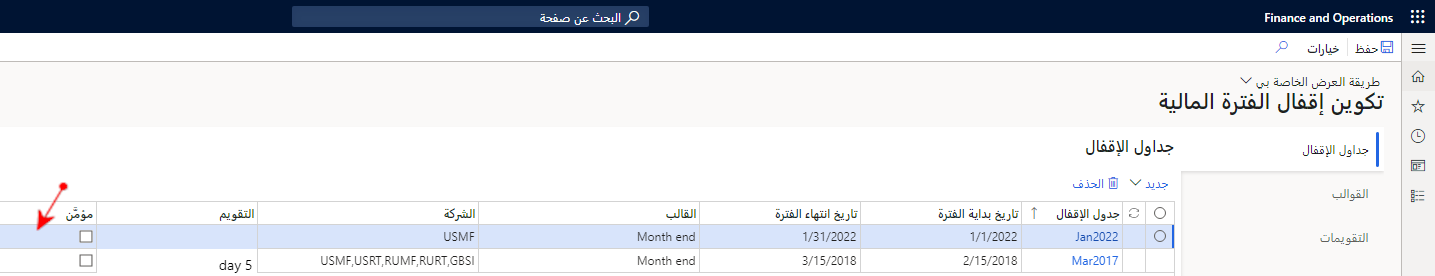 Finance and Operations
البحث عن صفحة
حفظ
خيارات
طريقة العرض الخاصة بي
تكوين إقفال الفترة المالية
جداول الإقفال
القوالب
التقويمات
جداول الإقفال
جديد
الحذف
جدول الإقفال تاريخ بداية الفترة تاريخ انتهاء الفترة القالب الشركة التقويم مؤمَّن
Jan2022 1/1/2022 1/31/2022 Month end USMF
Mar2017 2/15/2018 3/15/2018 Month end USMF,USRT,RUMF,RURT,GBSI day 5